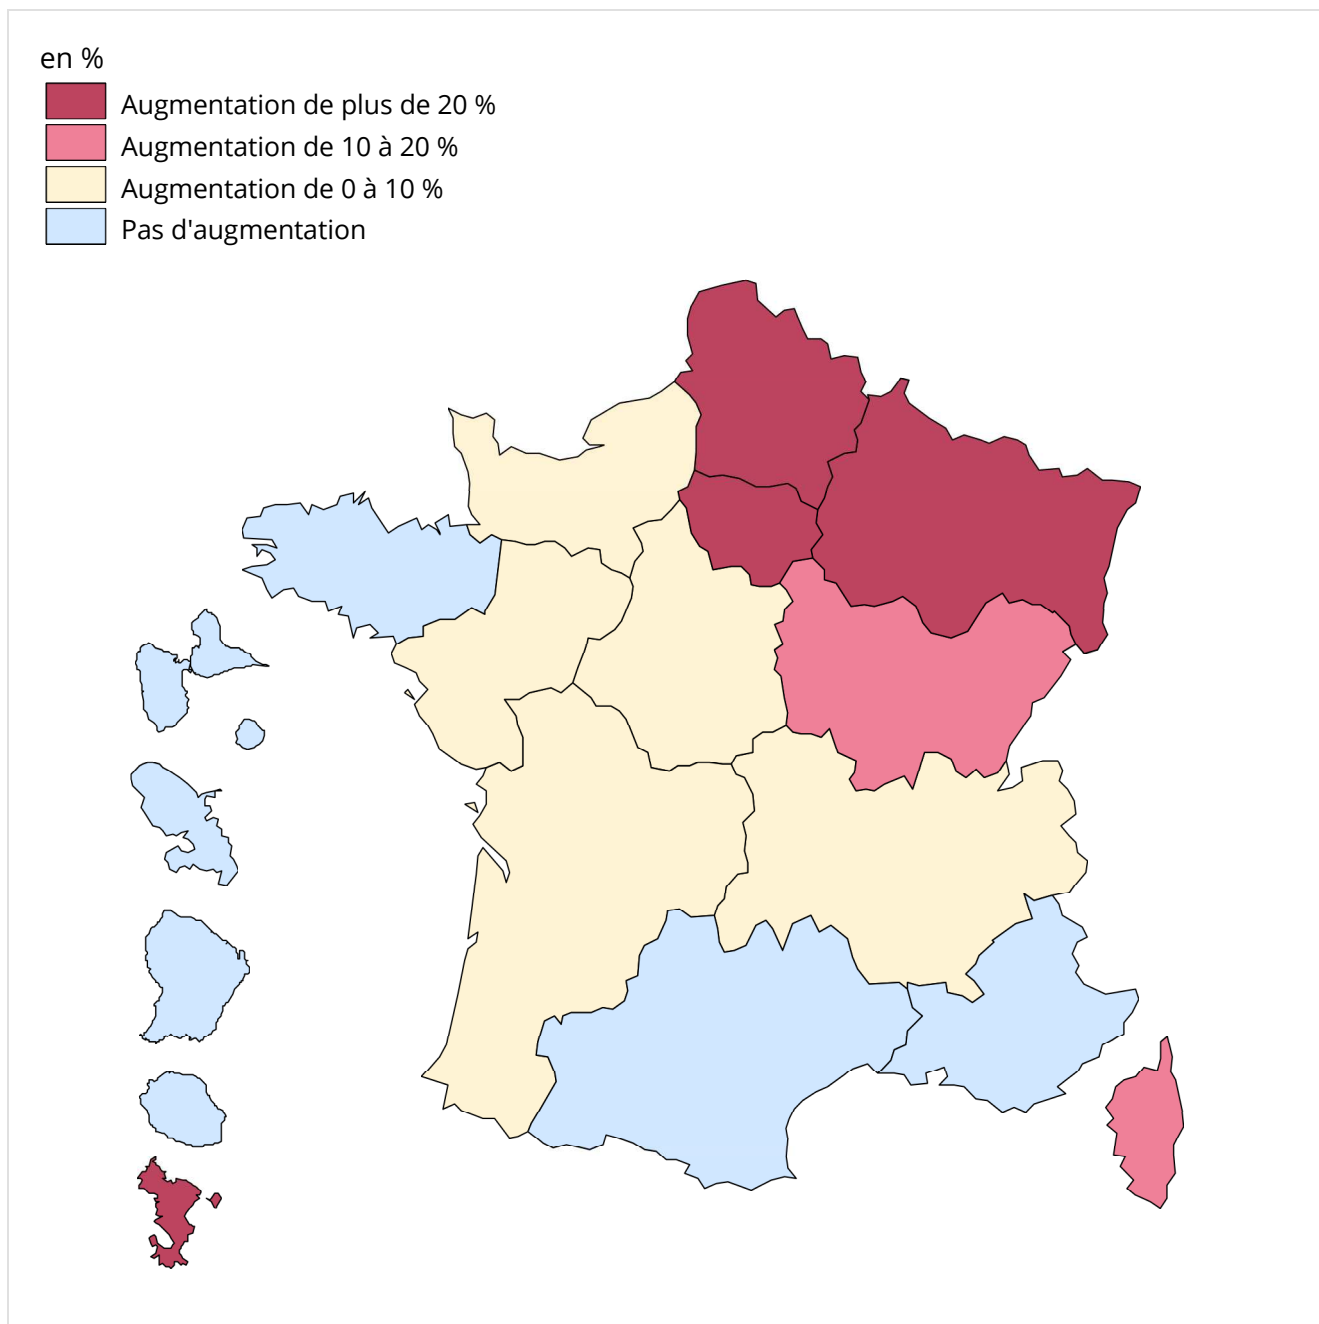 en %
Augmentation de plus de 20 %
Augmentation de 10 à 20 %
Augmentation de 0 à 10 %
Pas d'augmentation